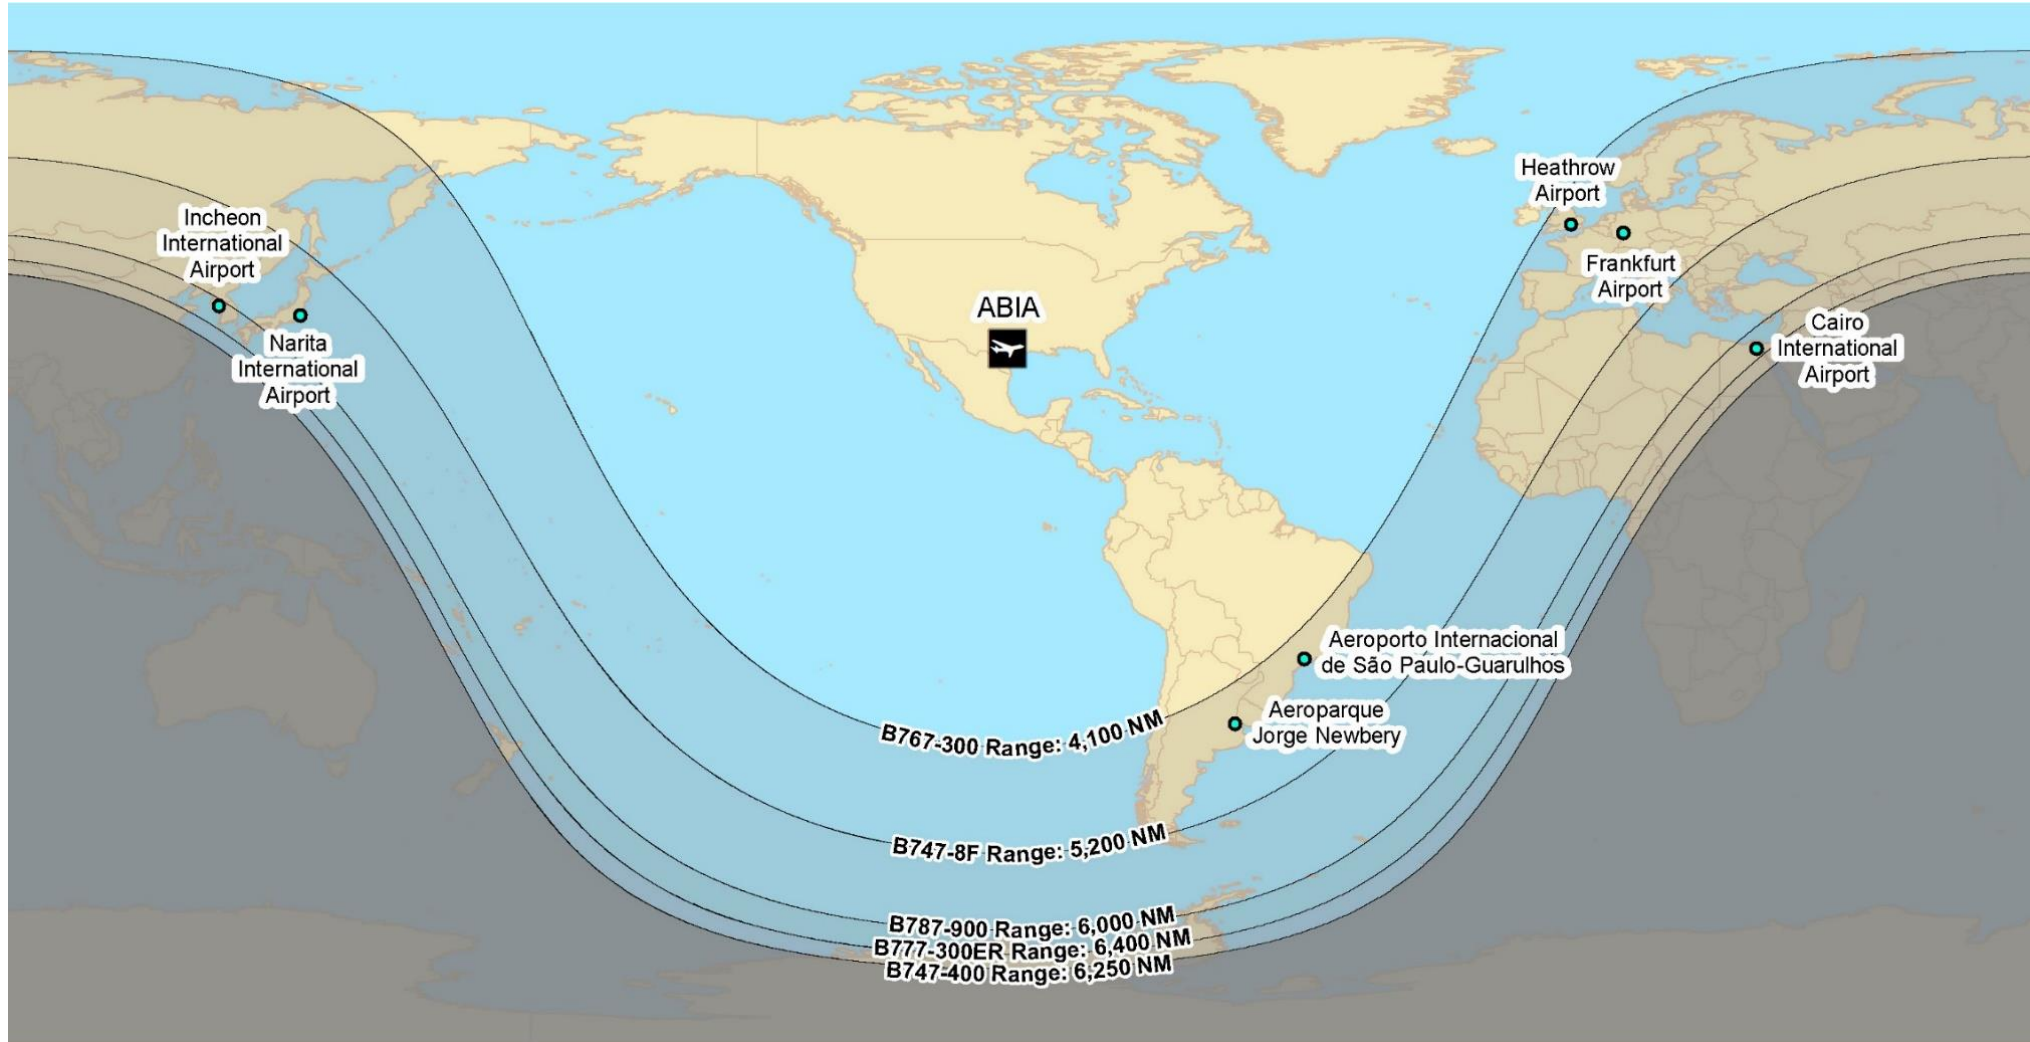 Heathrow
Airport
Incheon
International
Airport
Frankfurt
Airport
ABIA
Cairo
International
Airport
Narita
International
Airport
Aeroporto Internacional
de São Paulo-Guarulhos
Aeroparque
Jorge Newbery
B767-300 Range: 4,100 NM
B747-8F Range: 5,200 NM
B787-900 Range: 6,000 NM
B777-300ER Range: 6,400 NM
B747-400 Range: 6,250 NM